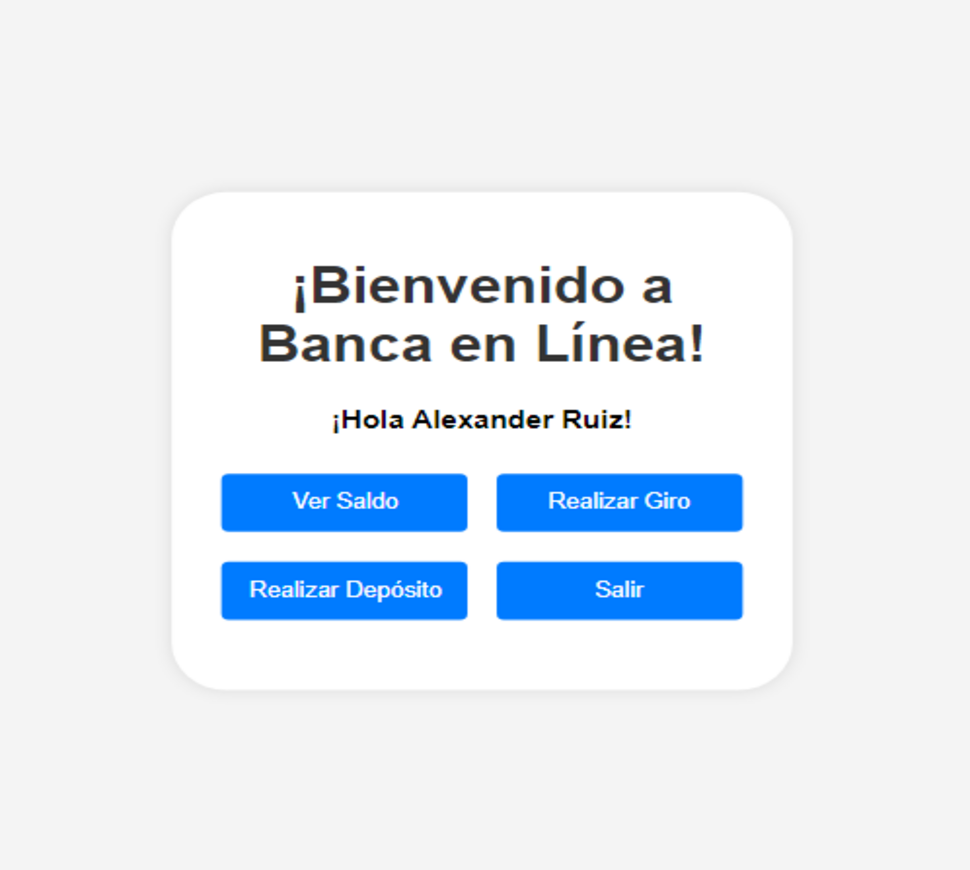 ¡Bienvenido a
Banca en Línea!
¡Hola Alexander Ruiz!
Ver Saldo
Realizar Giro
Realizar Depósito
Salir